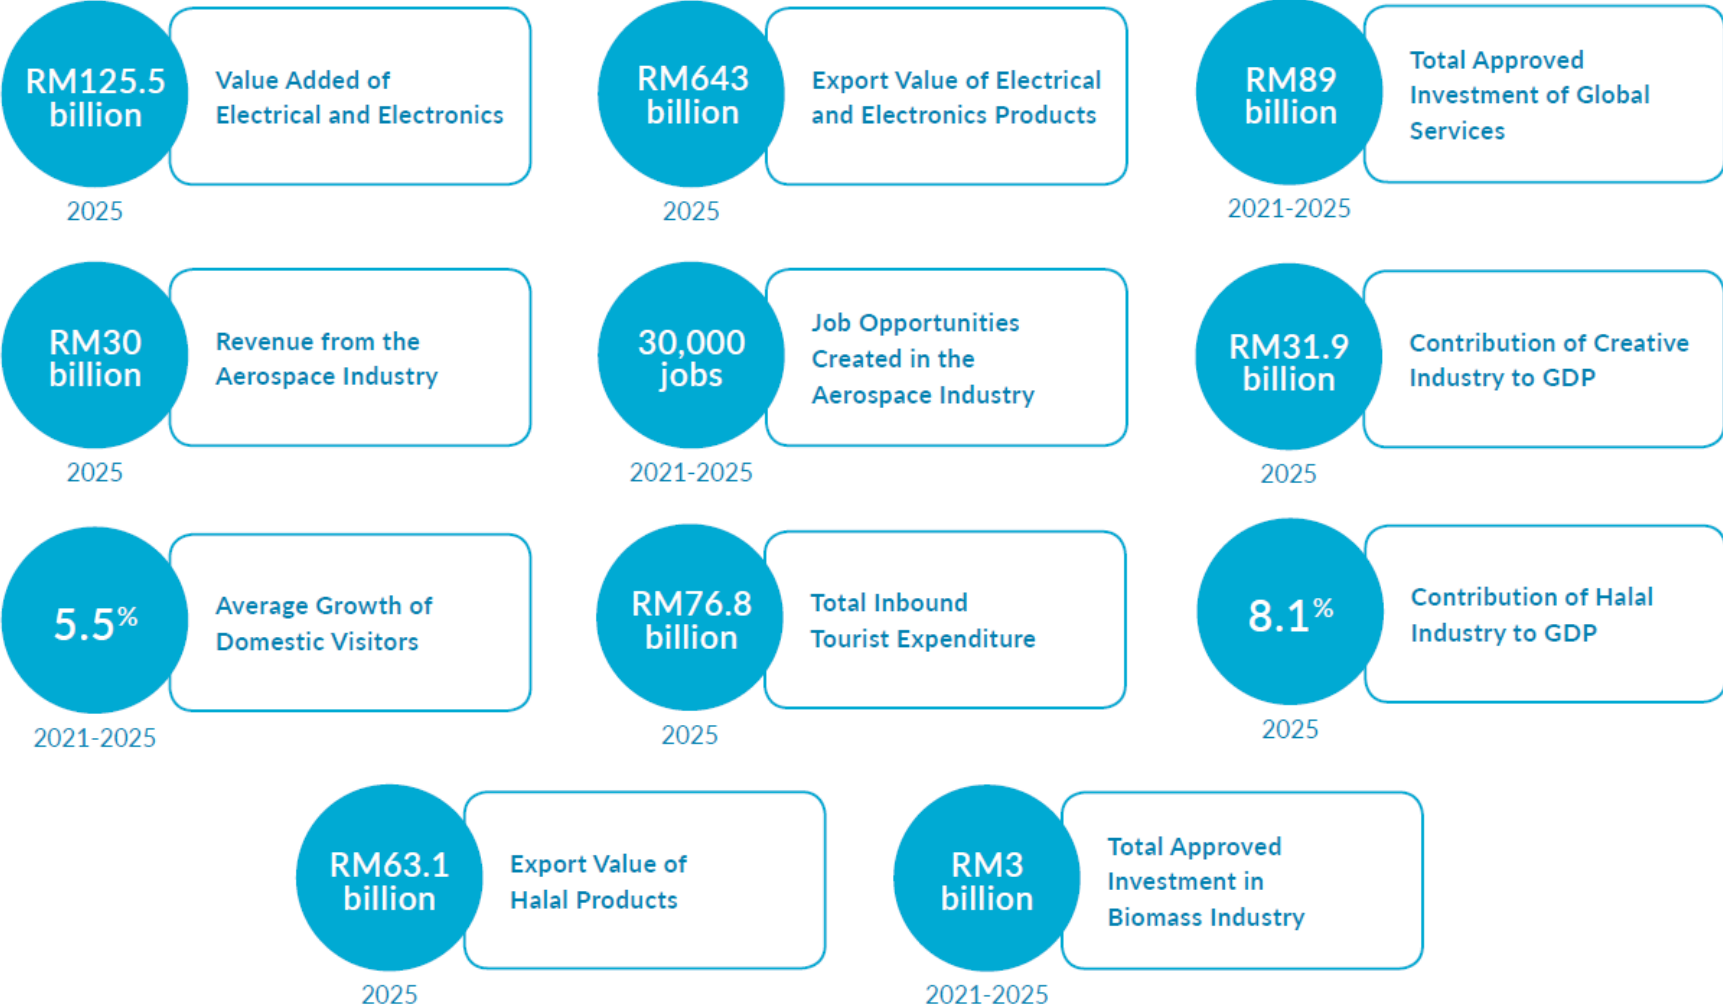 RM125.5
billion
Value Added of
Electrical and Electronics
2025
RM643
billion
Export Value of Electrical
and Electronics Products
2025
RM89
billion
Total Approved
Investment of Global
Services
2021-2025
RM30
billion
Revenue from the
Aerospace Industry
2025
30,000
jobs
Job Opportunities
Created in the
Aerospace Industry
2021-2025
RM31.9
billion
Contribution of Creative
Industry to GDP
2025
5.5%
Average Growth of
Domestic Visitors
2021-2025
RM76.8
billion
Total Inbound
Tourist Expenditure
2025
8.1%
Contribution of Halal
Industry to GDP
2025
RM63.1
billion
Export Value of
Halal Products
2025
RM3
billion
Total Approved
Investment in
Biomass Industry
2021-2025